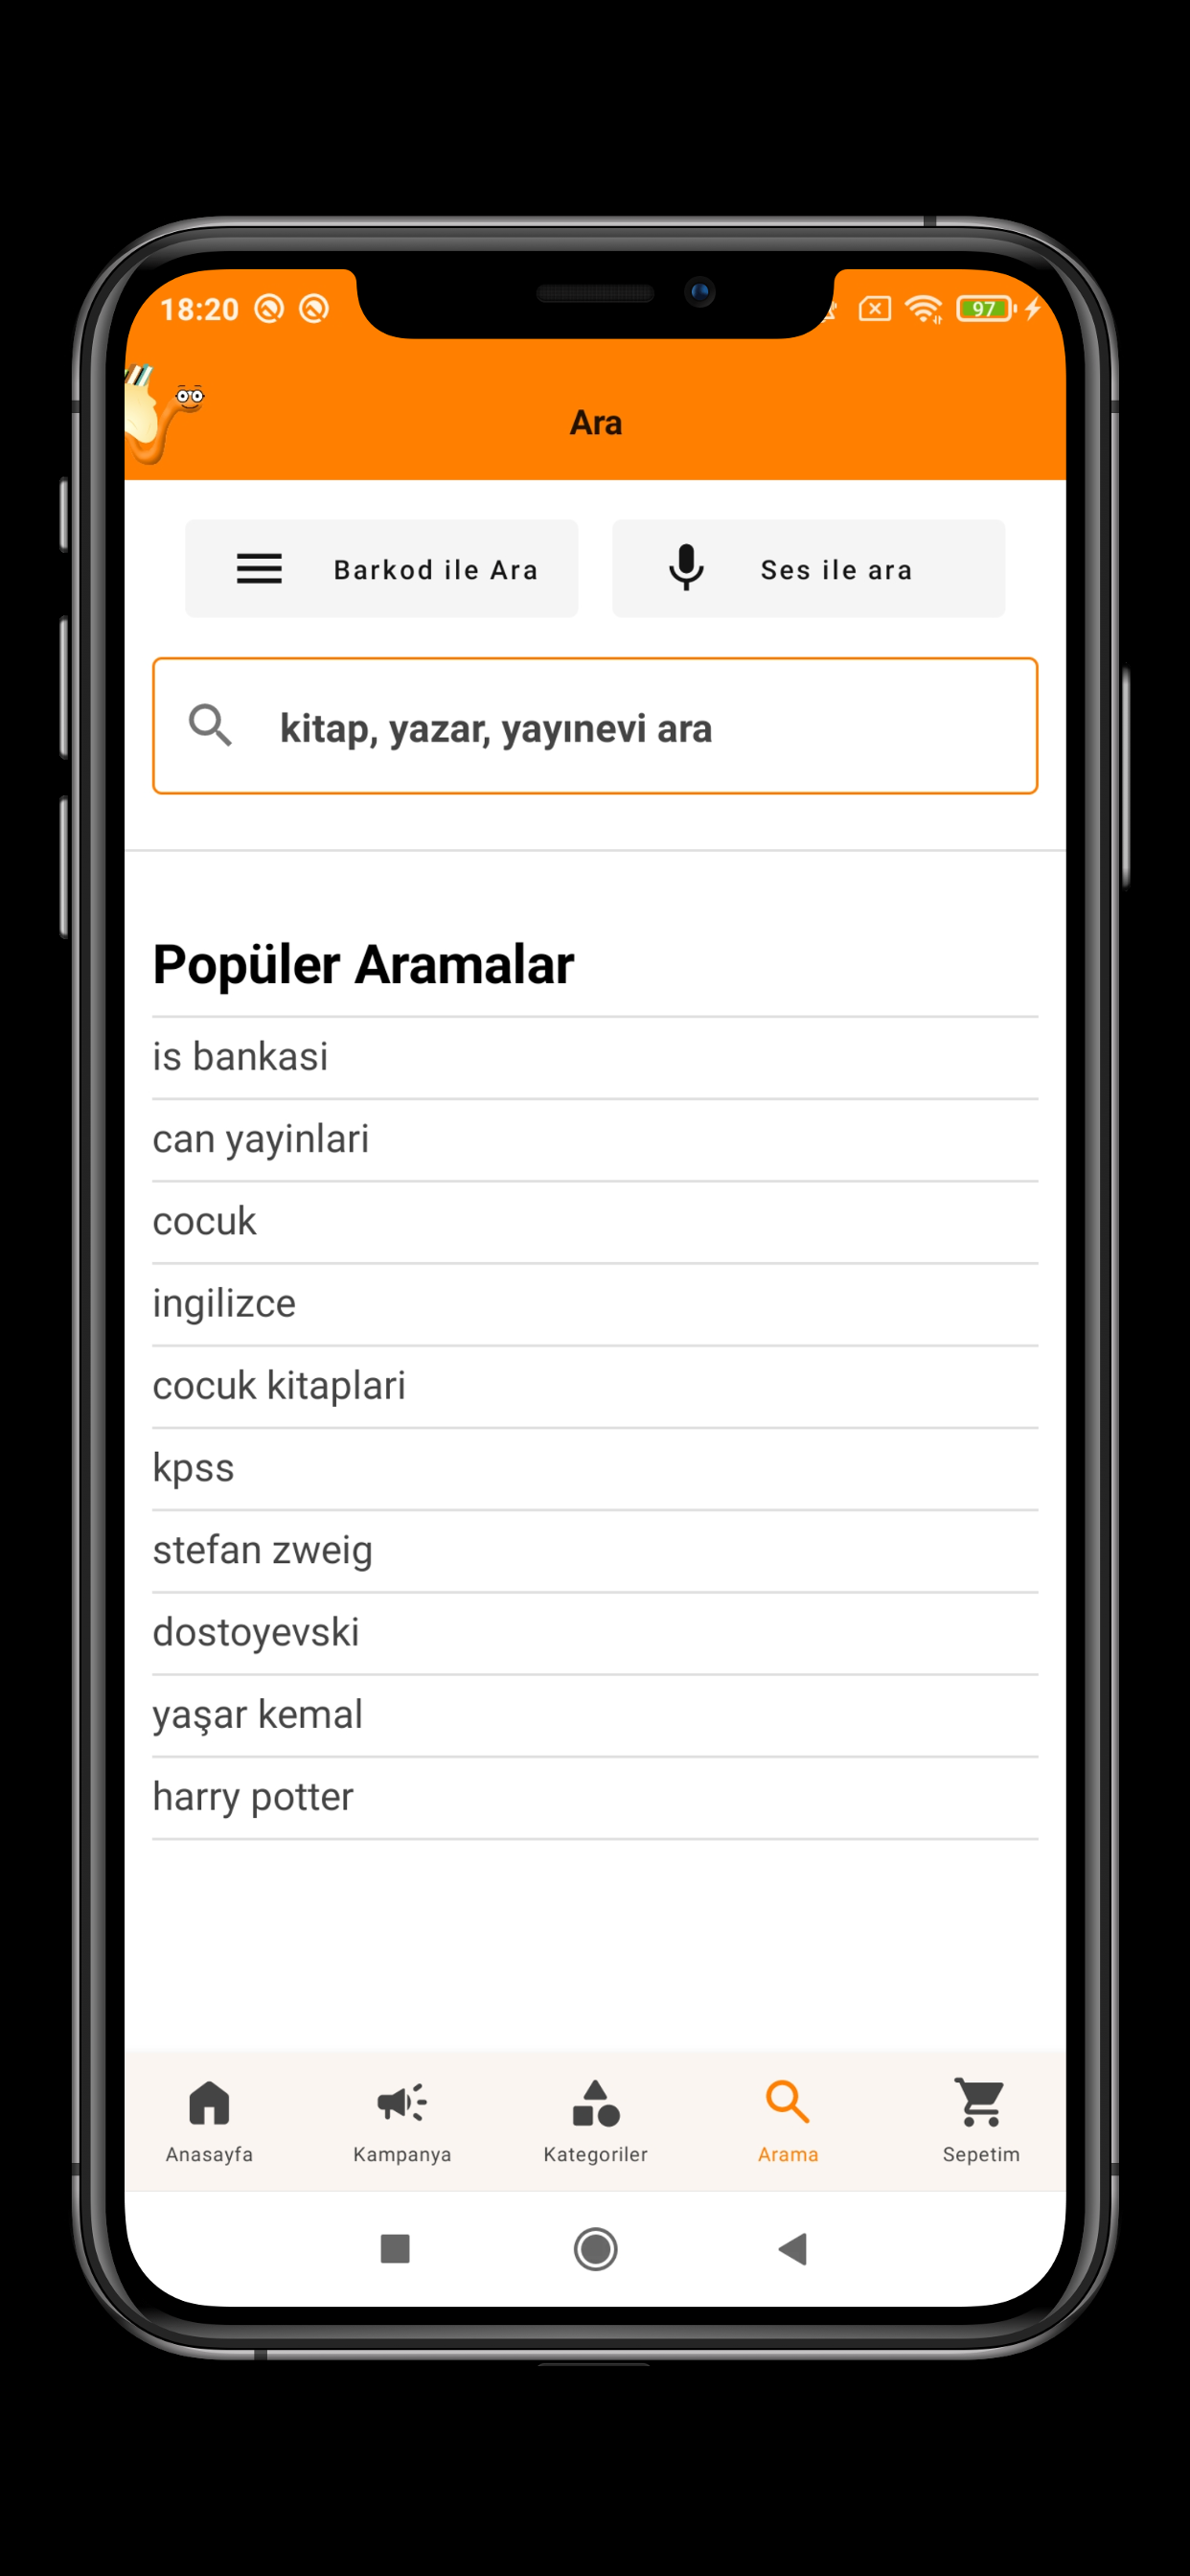 18:20
97
Ara
Barkod ile Ara
Ses ile ara
kitap, yazar, yayınevi ara
Popüler Aramalar
is bankasi
can yayinlari
cocuk
ingilizce
cocuk kitaplari
kpss
stefan zweig
dostoyevski
yaşar kemal
harry potter
Anasayfa
Kampanya
Kategoriler
Arama
Sepetim